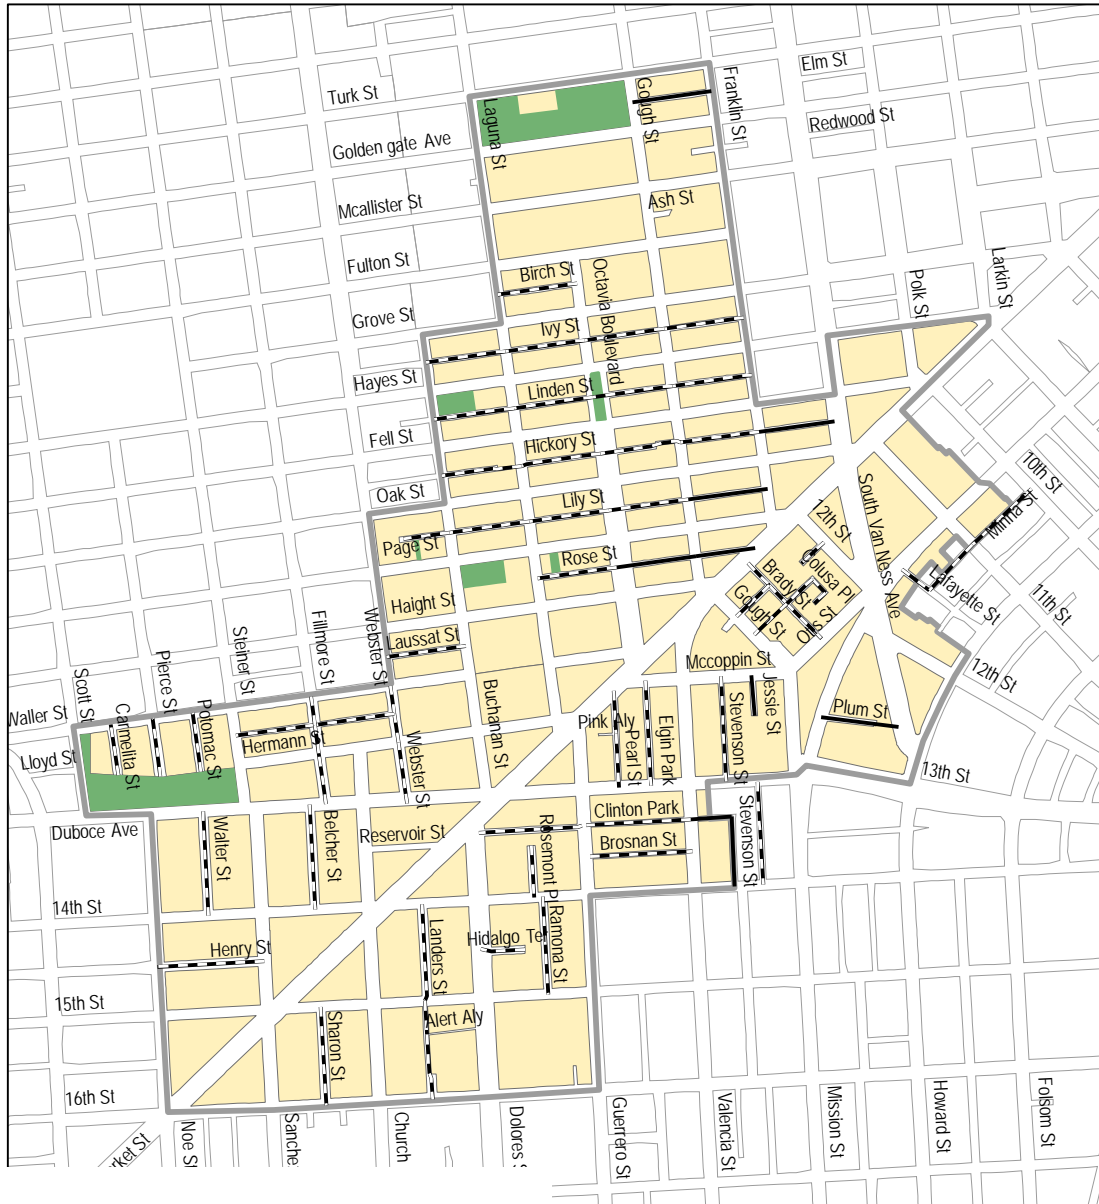 Elm St
Turk St
Gough St
Franklin St
Redwood St
Laguna St
Golden gate Ave
Mcallister St
Ash St
Fulton St
Birch St
Octavia Boulevard
Larkin St
Polk St
Grove St
Ivy St
Hayes St
Linden St
Fell St
Hickory St
10th St
Oak St
Lily St
South Van Ness Ave
12th St
Minna S
Page St
Rose St
Colusa Pl
Brady St
Lafayette St
11th St
Haight St
Gough St
Otis St
Laussat St
Webster St
Fillmore St
Steiner St
Pierce St
Scott St
Mccoppin St
12th St
Buchanan St
Jessie St
Waller St
Carmelita St
Potomac St
Hermann St
Pink Aly
Pearl St
Elgin Park
Stevenson St
Plum St
Lloyd St
Webster St
13th St
Duboce Ave
Walter St
Belcher St
Reservoir St
Rosemont Pl
Clinton Park
Stevenson St
Brosnan St
14th St
Henry St
Landers St
Hidalgo Ter
Ramona St
15th St
Sharon St
Alert Aly
16th St
rket St
Noe S
Sanche
Church
Dolores S
Guerrero St
Valencia St
Mission St
Howard St
Folsom St